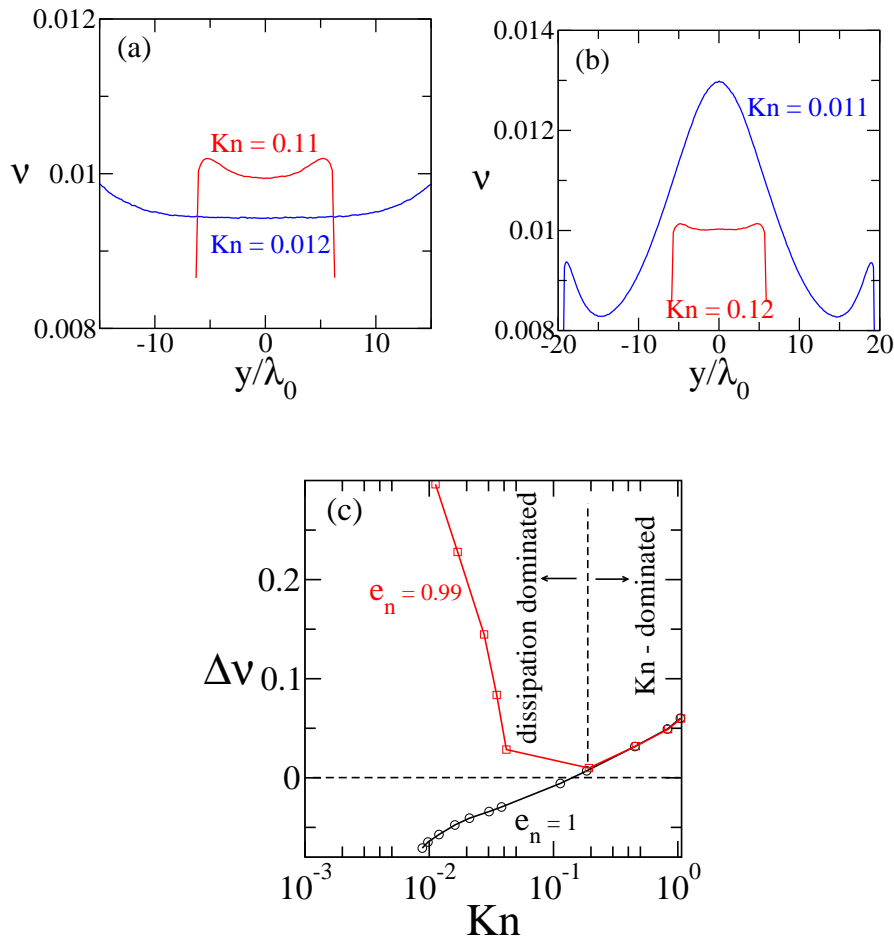 0.012
(a)
Kn = 0.11
ν
0.01
Kn = 0.012
0.008
-10
0
10
y/λ0
0.014
(b)
Kn = 0.011
0.013
ν
0.01
Kn = 0.12
0.008
-20
-10
0
10
20
y/λ0
(c)
0.2
en = 0.99
dissipation dominated
Kn - dominated
Δν
0.1
0
en = 1
10-3
10-2
10-1
100
Kn